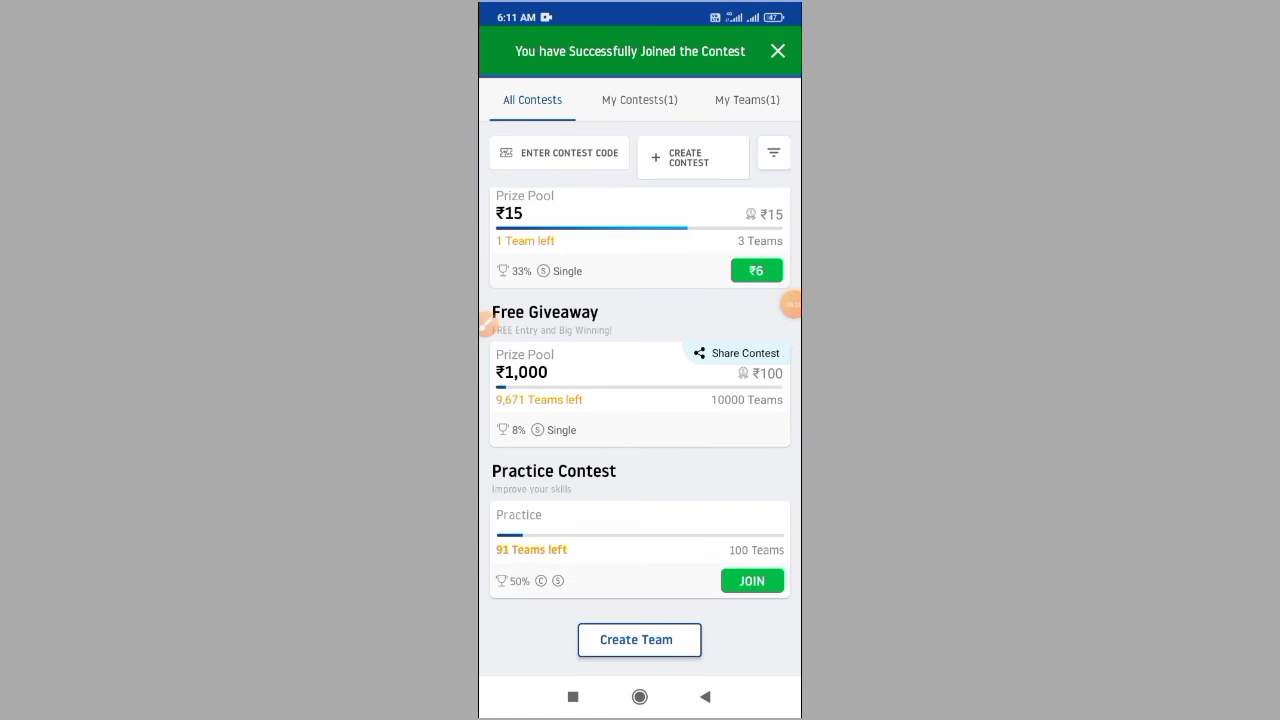 6:11 AM
4G
47
You have Successfully Joined the Contest
All Contests
My Contests(1)
My Teams(1)
ENTER CONTEST CODE
+ CREATE
CONTEST
Prize Pool
₹15
₹15
1 Team left
3 Teams
33% S Single
₹6
Free Giveaway
FREE Entry and Big Winning!
Share Contest
Prize Pool
₹1,000
₹100
9,671 Teams left
10000 Teams
8% S Single
Practice Contest
Improve your skills
Practice
91 Teams left
100 Teams
50% C S
JOIN
Create Team